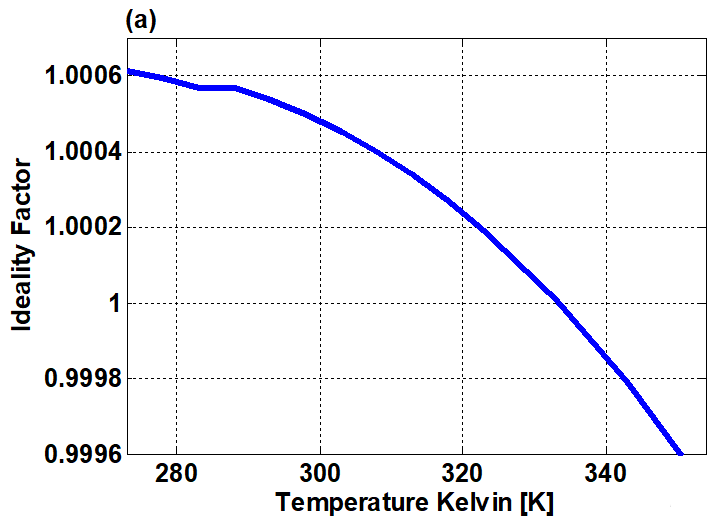 (a)
Ideality Factor
1.0006
1.0004
1.0002
1
0.9998
0.9996
280 300 320 340
Temperature Kelvin [K]